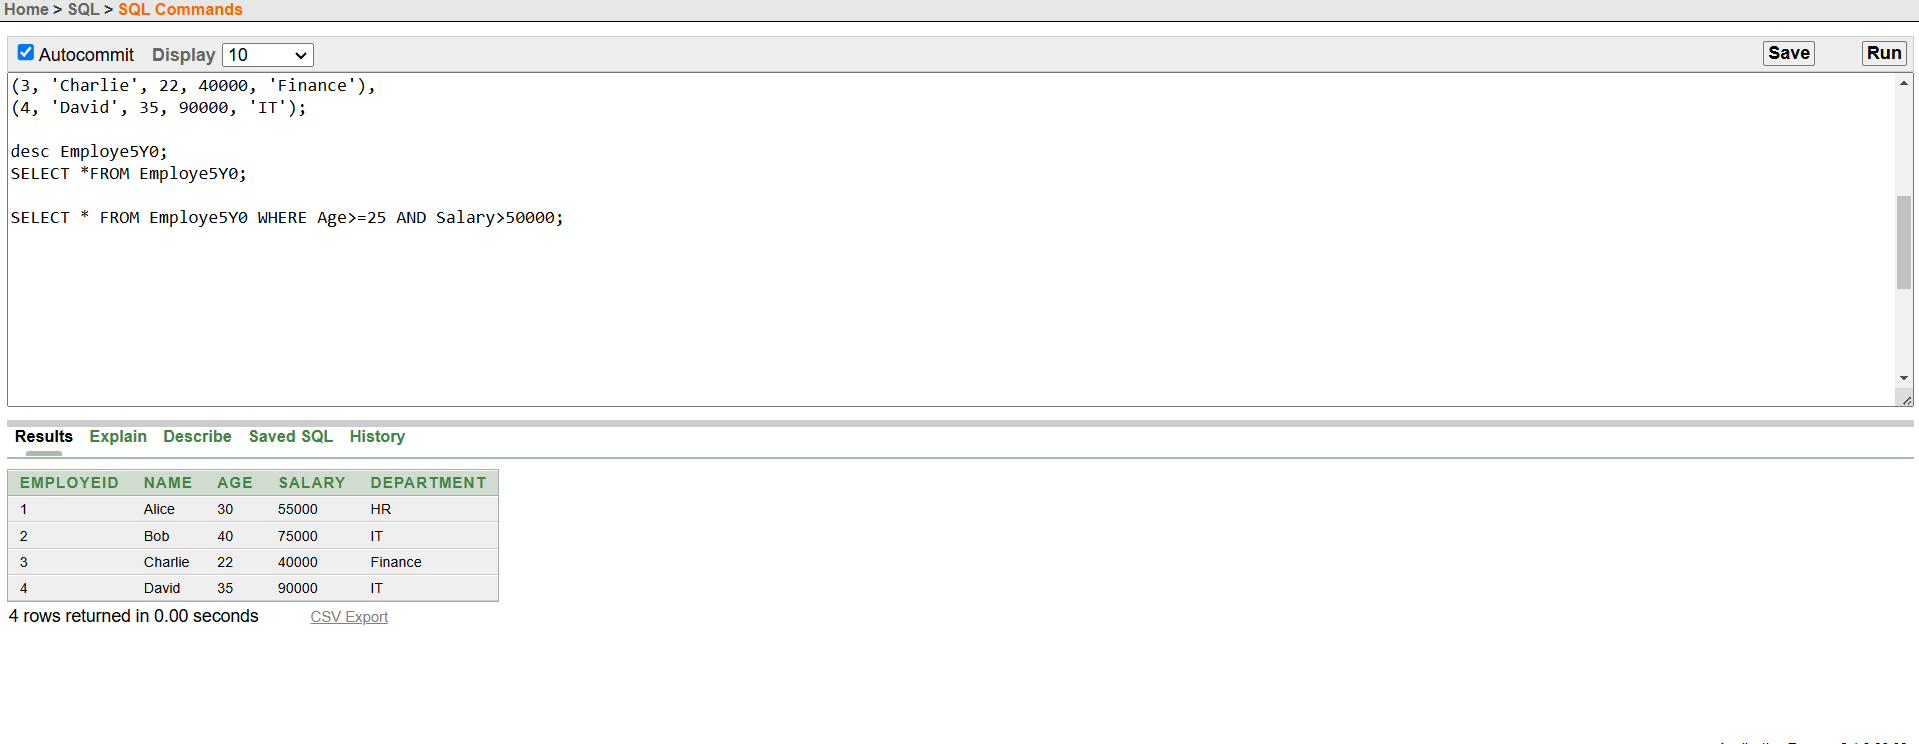 Home > SQL > SQL Commands
Autocommit Display 10 Save Run
(3, 'Charlie', 22, 40000, 'Finance'),
(4, 'David', 35, 90000, 'IT');
desc Employe5Y0;
SELECT *FROM Employe5Y0;
SELECT * FROM Employe5Y0 WHERE Age>=25 AND Salary>50000;
Results Explain Describe Saved SQL History
EMPLOYEID NAME AGE SALARY DEPARTMENT
1 Alice 30 55000 HR
2 Bob 40 75000 IT
3 Charlie 22 40000 Finance
4 David 35 90000 IT
4 rows returned in 0.00 seconds CSV Export